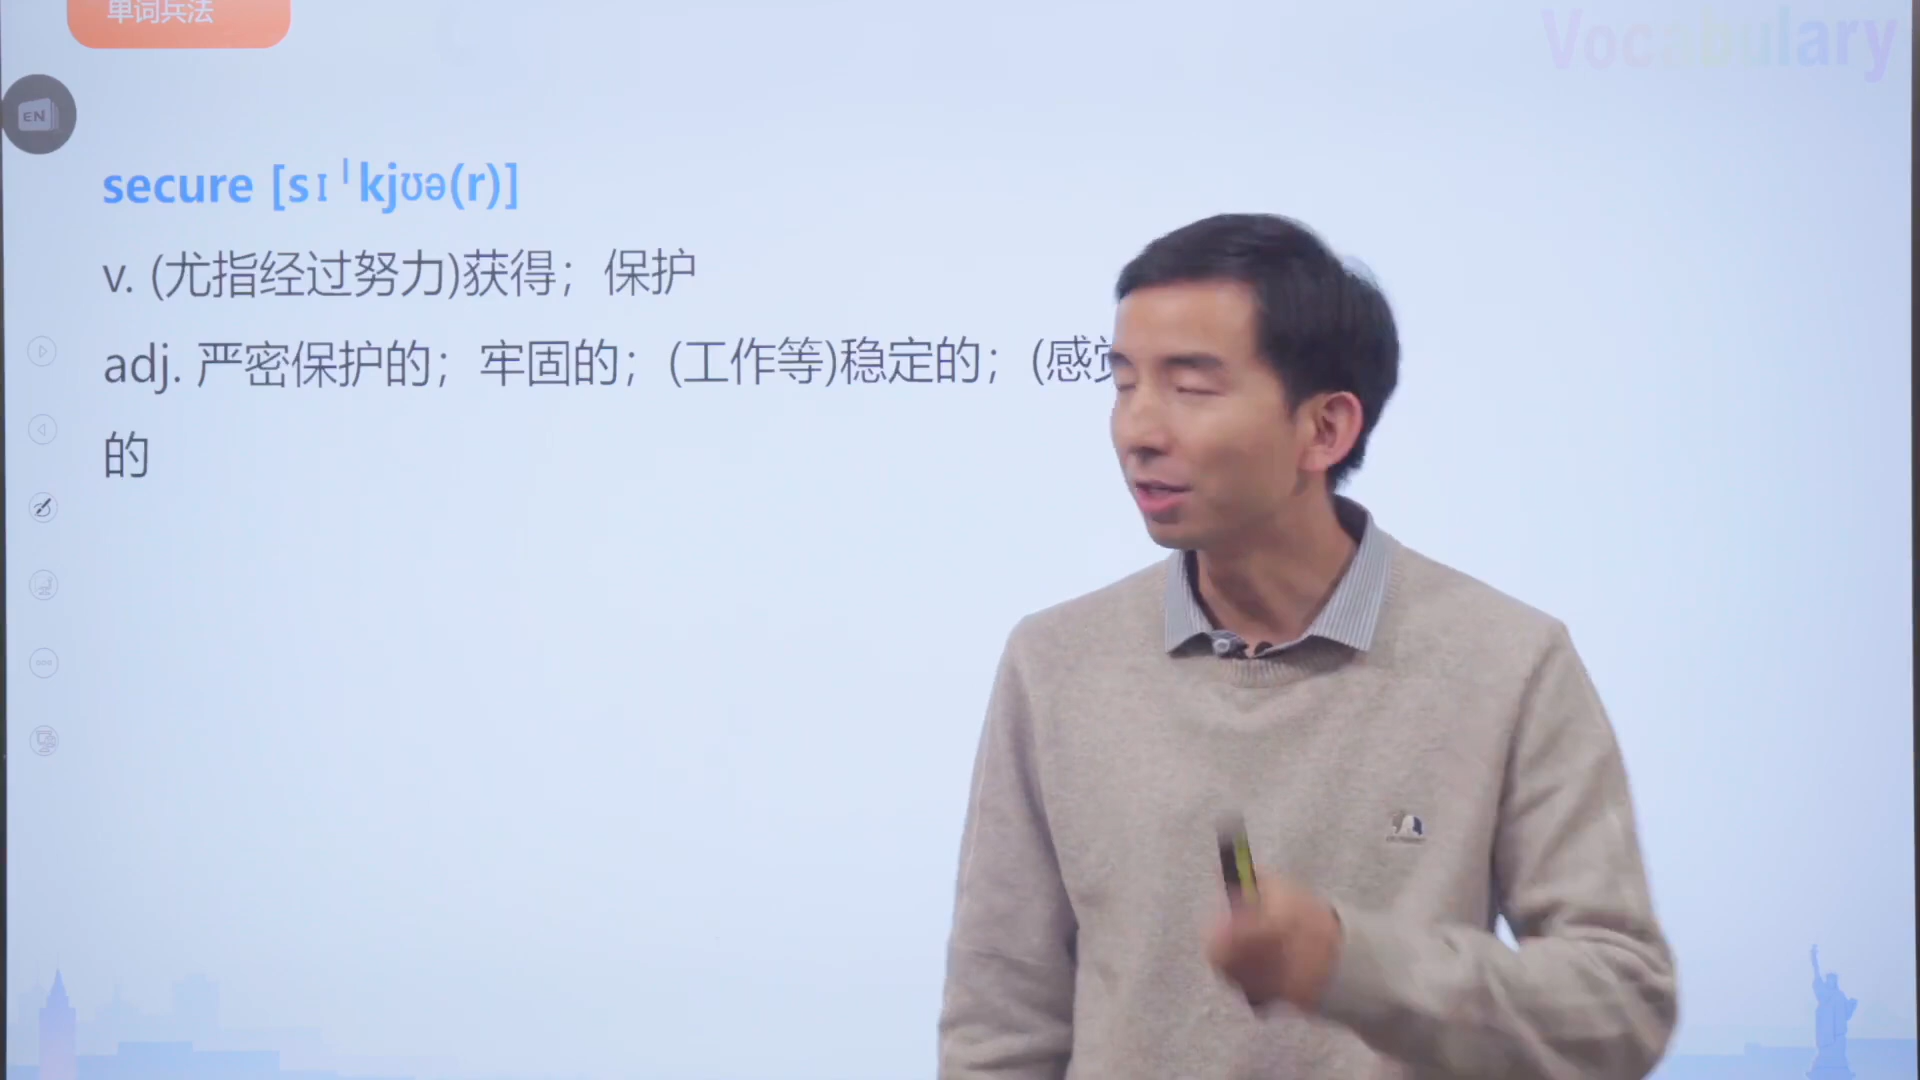 单词兵法
Vocabulary
EN
secure [sɪˈkjʊə(r)]
v. (尤指经过努力)获得；保护
adj. 严密保护的；牢固的；(工作等)稳定的；(感
的